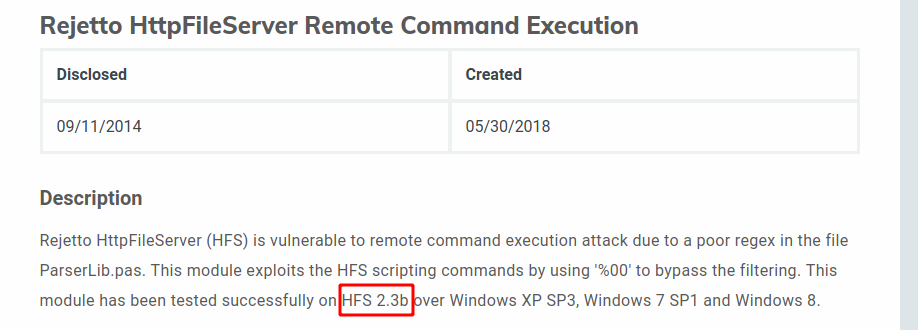 Rejetto HttpFileServer Remote Command Execution
Disclosed Created
09/11/2014 05/30/2018
Description
Rejetto HttpFileServer (HFS) is vulnerable to remote command execution attack due to a poor regex in the file
ParserLib.pas. This module exploits the HFS scripting commands by using '%00' to bypass the filtering. This
module has been tested successfully on HFS 2.3b over Windows XP SP3, Windows 7 SP1 and Windows 8.